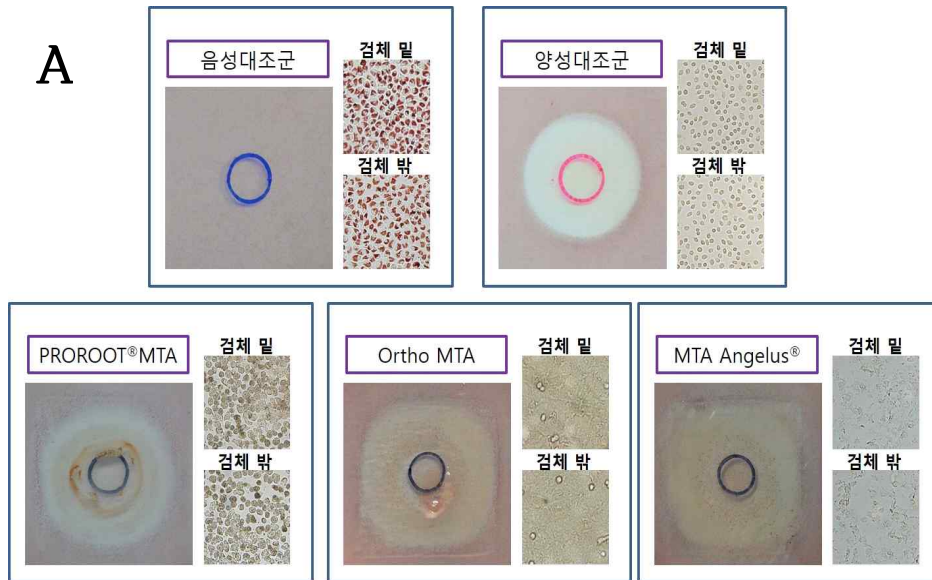 A
음성대조군
검체 밑
검체 밖
양성대조군
검체 밑
검체 밖
PROROOT®MTA
검체 밑
검체 밖
Ortho MTA
검체 밑
검체 밖
MTA Angelus®
검체 밑
검체 밖